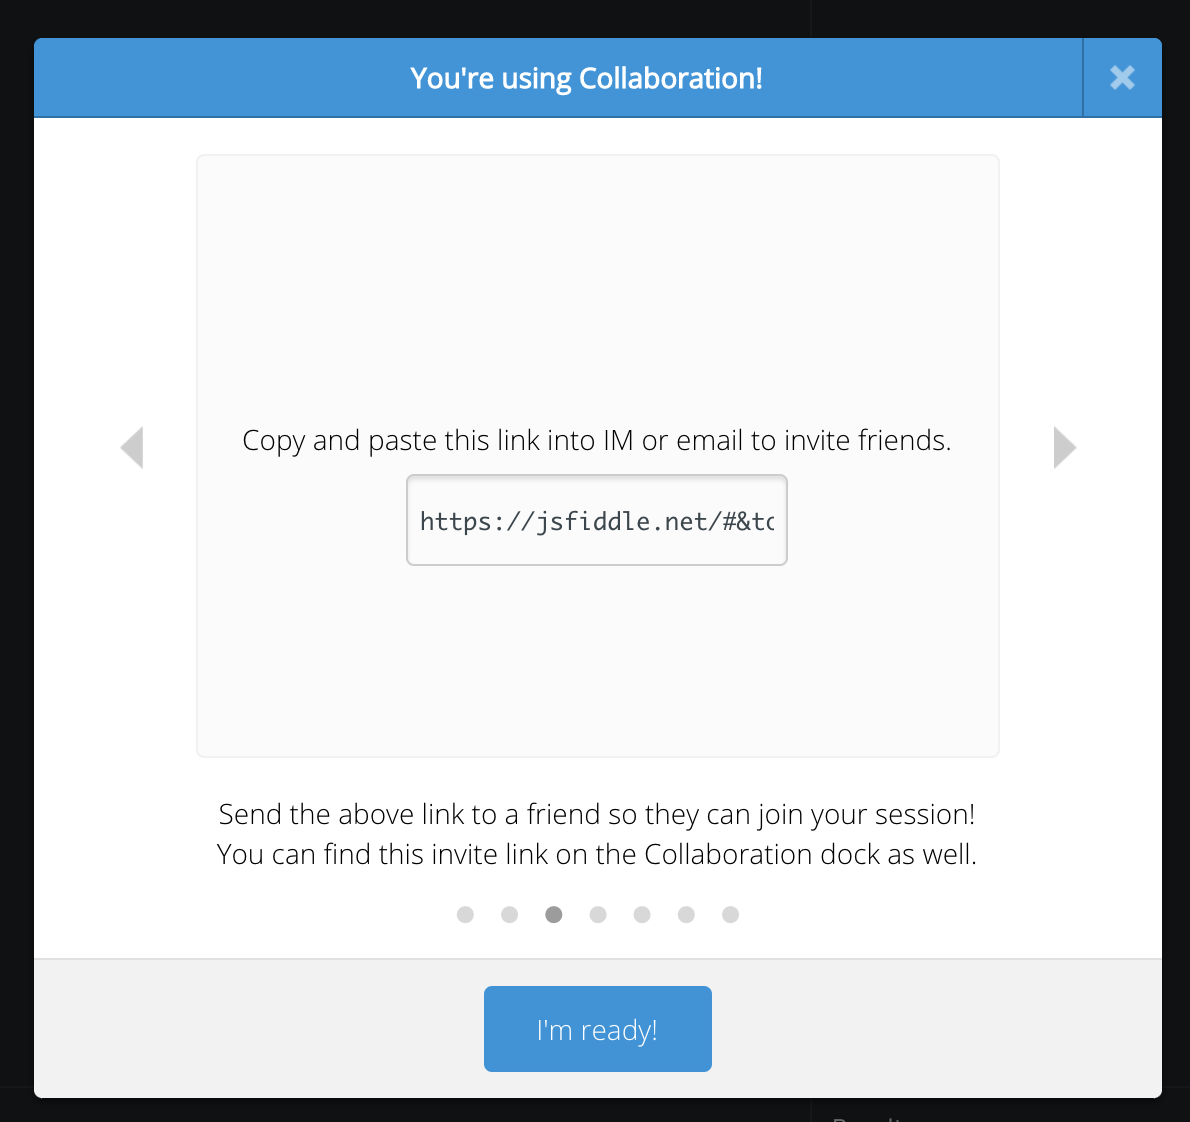 You're using Collaboration!
Copy and paste this link into IM or email to invite friends.
https://jsfiddle.net/#&to
Send the above link to a friend so they can join your session!
You can find this invite link on the Collaboration dock as well.
I'm ready!